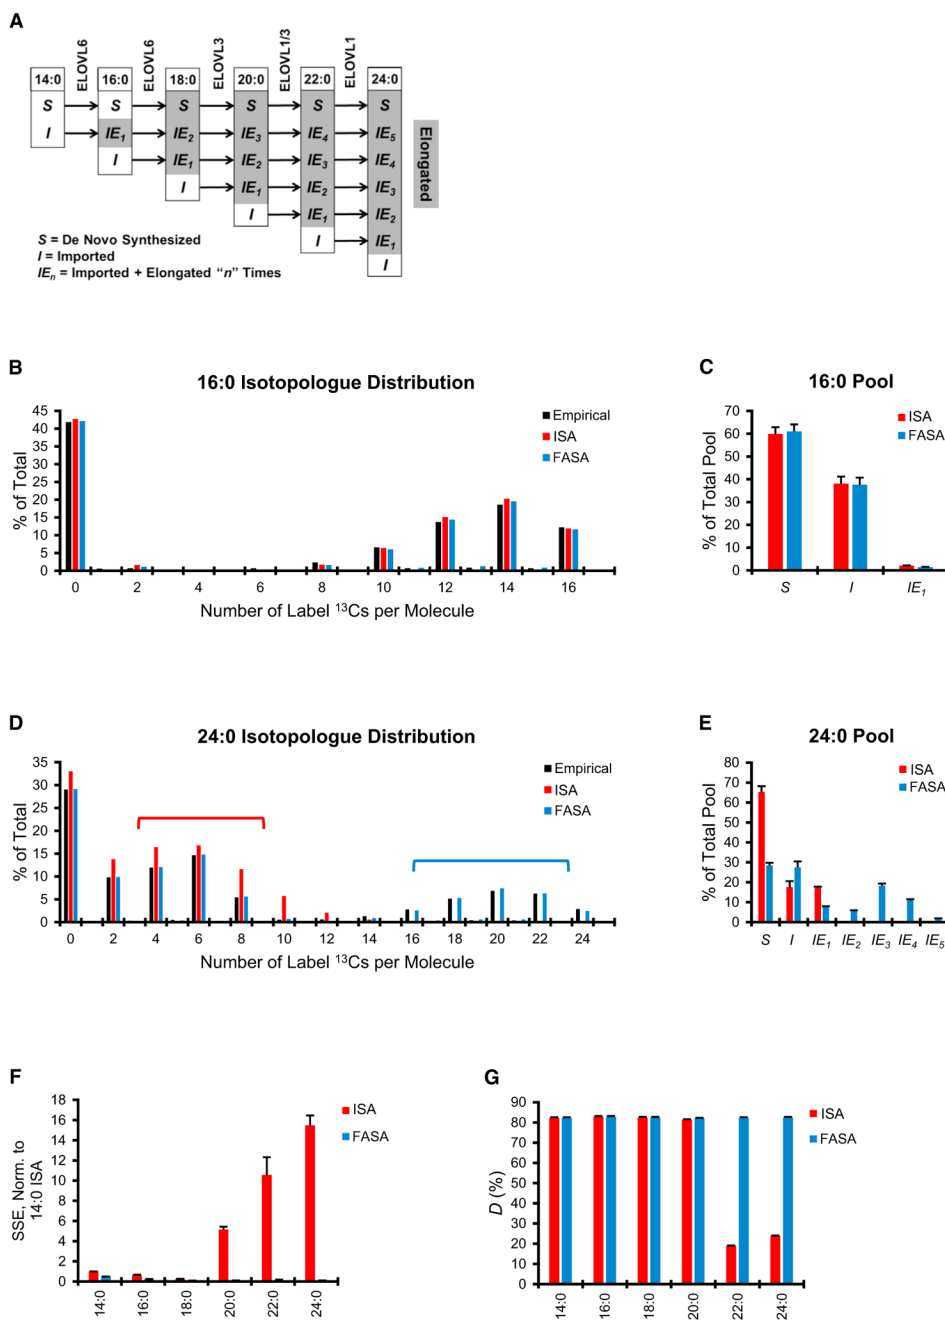 A
ELOVL6
ELOVL6
ELOVL3
ELOVL1/3
ELOVL1
14:0 16:0 18:0 20:0 22:0 24:0
S S S S S S
I IE1 IE2 IE3 IE4 IE5
I IE1 IE2 IE3 IE4
I IE1 IE2 IE3
I IE1 IE2
I IE1
I
Elongated
S = De Novo Synthesized
I = Imported
IEn = Imported + Elongated “n” Times
B
16:0 Isotopologue Distribution
Empirical
ISA
FASA
% of Total
45
40
35
30
25
20
15
10
5
0
0 2 4 6 8 10 12 14 16
Number of Label 13Cs per Molecule
C
16:0 Pool
ISA
FASA
% of Total Pool
70
60
50
40
30
20
10
0
S I IE1
D
24:0 Isotopologue Distribution
Empirical
ISA
FASA
% of Total
35
30
25
20
15
10
5
0
0 2 4 6 8 10 12 14 16 18 20 22 24
Number of Label 13Cs per Molecule
E
24:0 Pool
ISA
FASA
% of Total Pool
80
70
60
50
40
30
20
10
0
S I IE1 IE2 IE3 IE4 IE5
F
ISA
FASA
SSE, Norm. to
14:0 ISA
18
16
14
12
10
8
6
4
2
0
14:0 16:0 18:0 20:0 22:0 24:0
G
ISA
FASA
D (%)
90
80
70
60
50
40
30
20
10
0
14:0 16:0 18:0 20:0 22:0 24:0